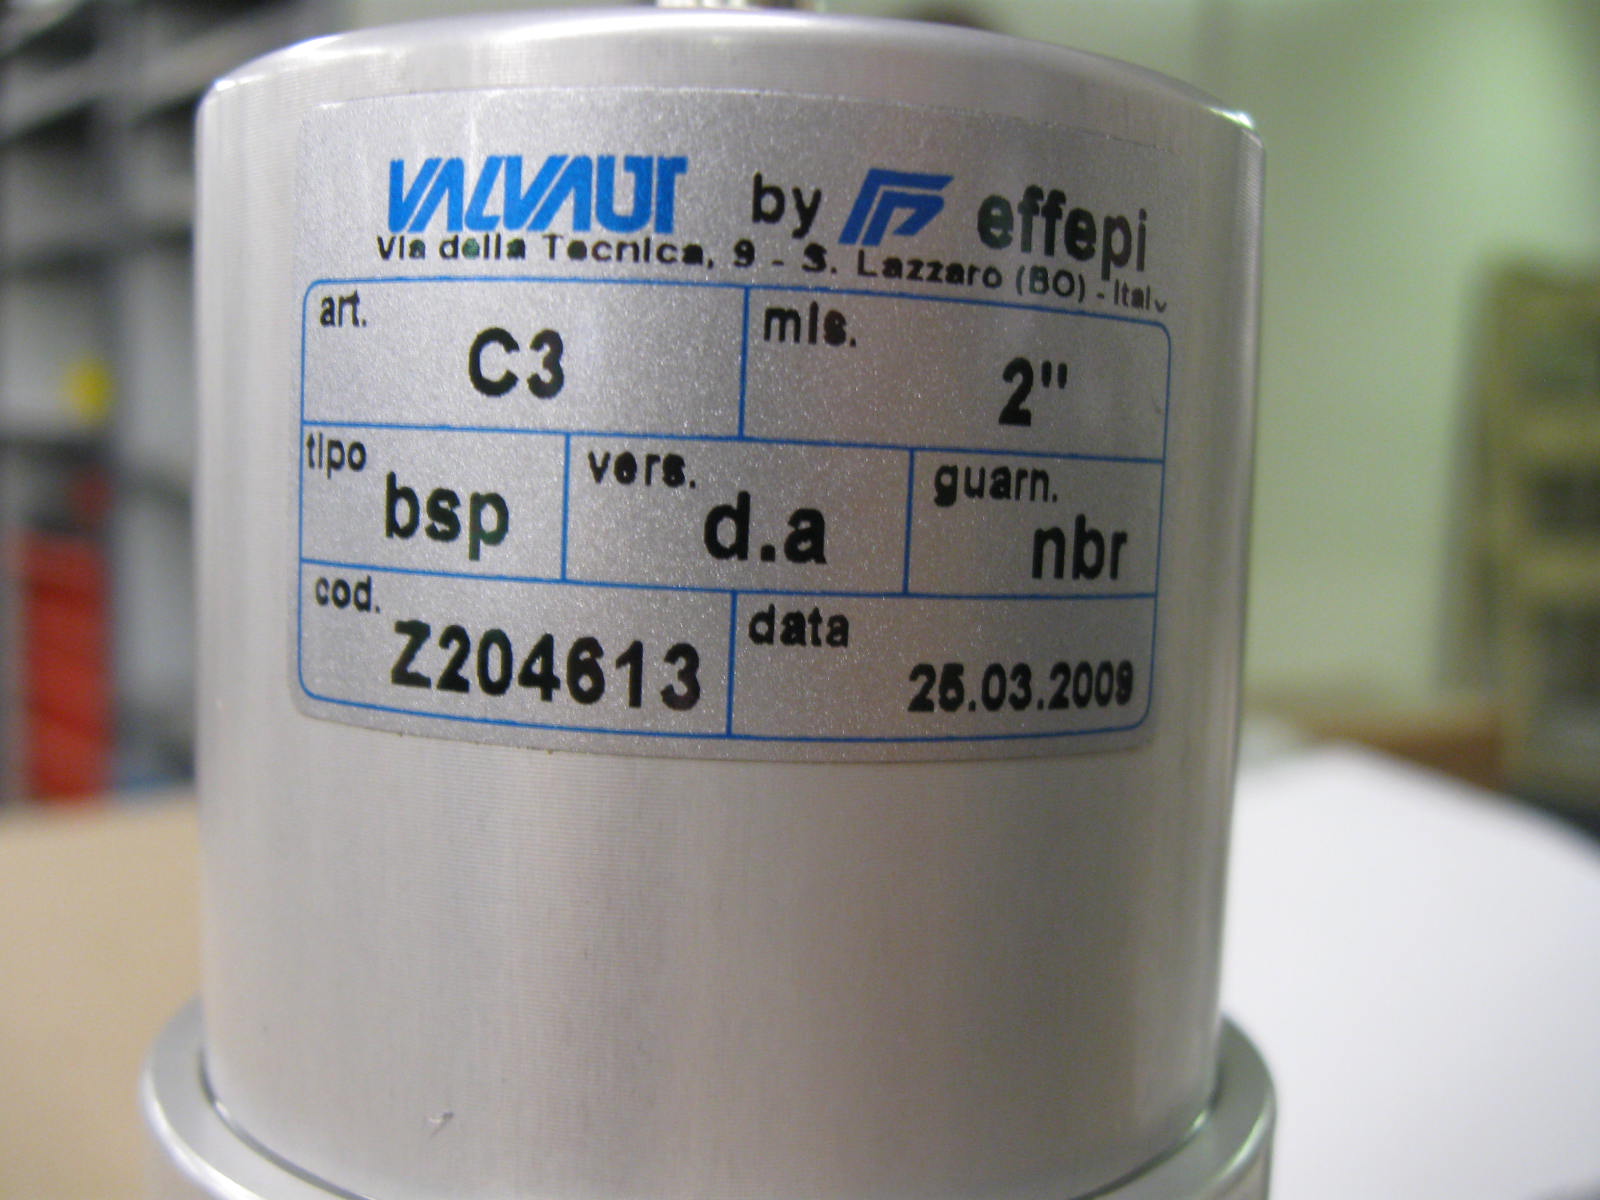 VALVAUT by effepi
Via della Tecnica, 9 - S. Lazzaro (BO) - Italy
art. C3 mis. 2"
tipo bsp vers. d.a guarn. nbr
cod. Z204613 data 25.03.2009